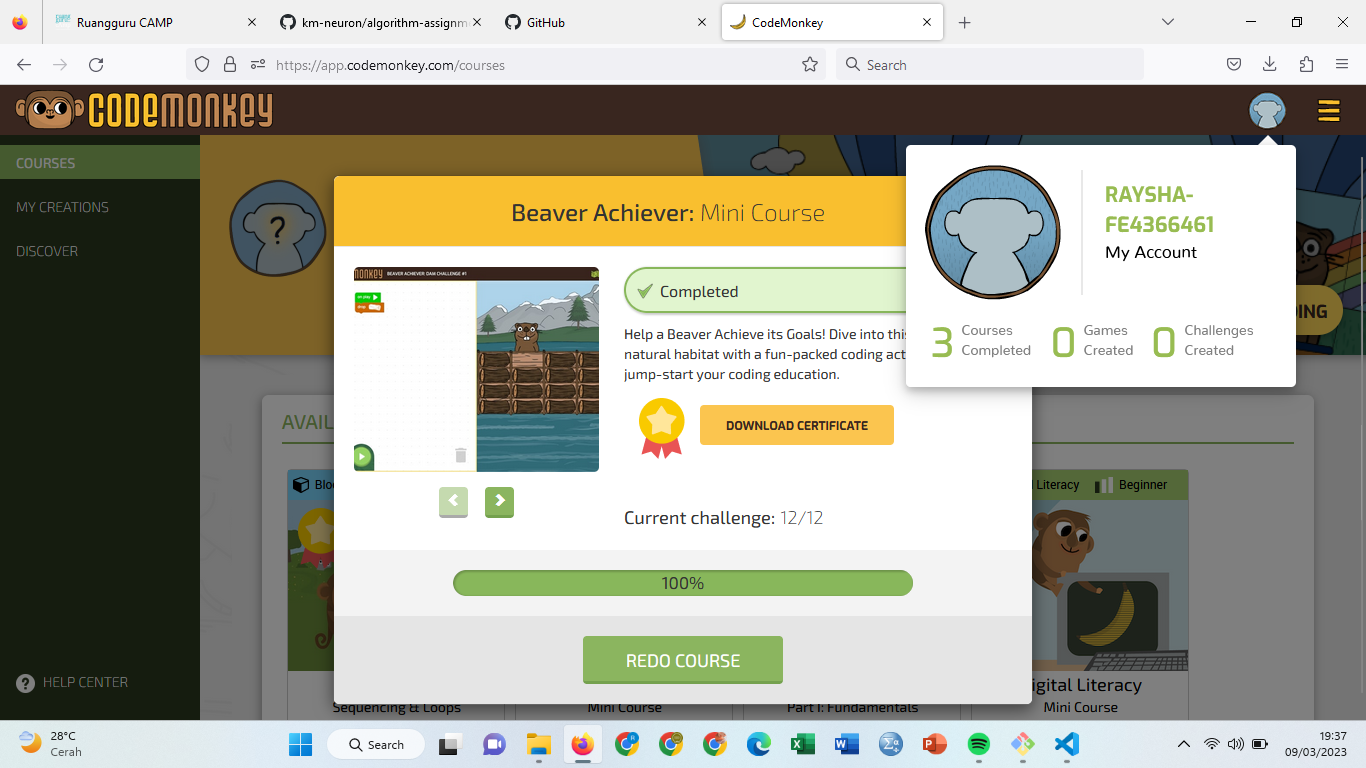 Ruangguru CAMP
km-neuron/algorithm-assignm
GitHub
CodeMonkey
https://app.codemonkey.com/courses
Search
CODEMONKEY
COURSES
MY CREATIONS
DISCOVER
HELP CENTER
?
Beaver Achiever: Mini Course
MONKEY BEAVER ACHIEVER: DAM CHALLENGE #1
on play
Completed
Help a Beaver Achieve its Goals! Dive into this
natural habitat with a fun-packed coding act
jump-start your coding education.
DOWNLOAD CERTIFICATE
Current challenge: 12/12
100%
REDO COURSE
RAYSHA-
FE4366461
My Account
3 Courses
Completed
0 Games
Created
0 Challenges
Created
ING
AVAIL
Blo
Literacy
Beginner
Sequencing & Loops
Mini Course
Part I: Fundamentals
igital Literacy
Mini Course
28°C
Cerah
Search
19:37
09/03/2023